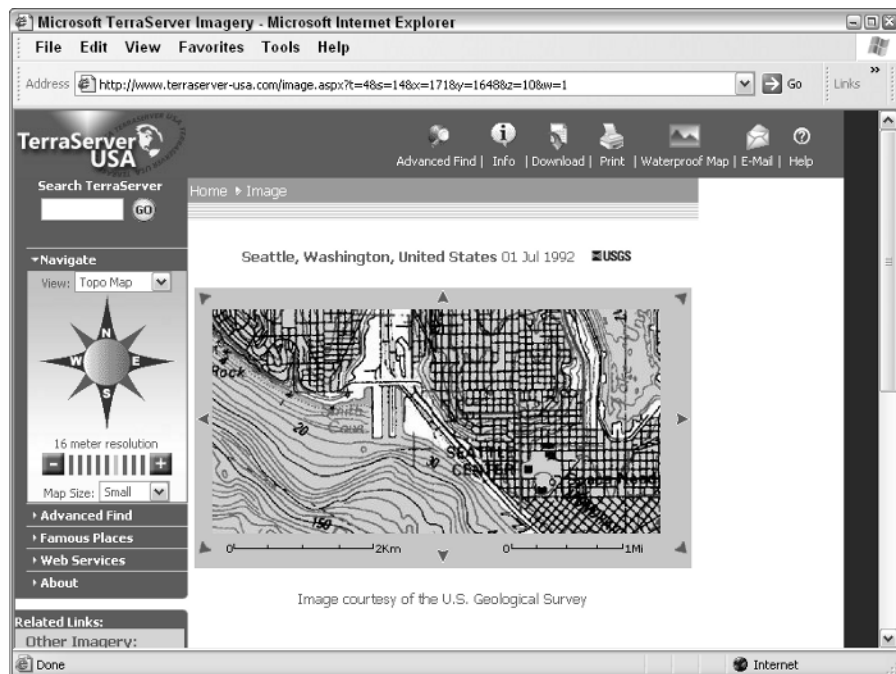 Microsoft TerraServer Imagery - Microsoft Internet Explorer
File Edit View Favorites Tools Help
Address http://www.terraserver-usa.com/image.aspx?t=4&s=14&x=171&y=1648&z=10&w=1 Go Links »
TerraServer USA
Advanced Find | Info | Download | Print | Waterproof Map | E-Mail | Help
Search TerraServer
GO
Home Image
Seattle, Washington, United States 01 Jul 1992 USGS
Navigate
View: Topo Map
N
W E
S
16 meter resolution
- +
Map Size: Small
Rock
20
30
150
SEATTLE
CENTER
0 2Km 0 1Mi
Advanced Find
Famous Places
Web Services
About
Image courtesy of the U.S. Geological Survey
Related Links:
Other Imagery:
Done Internet